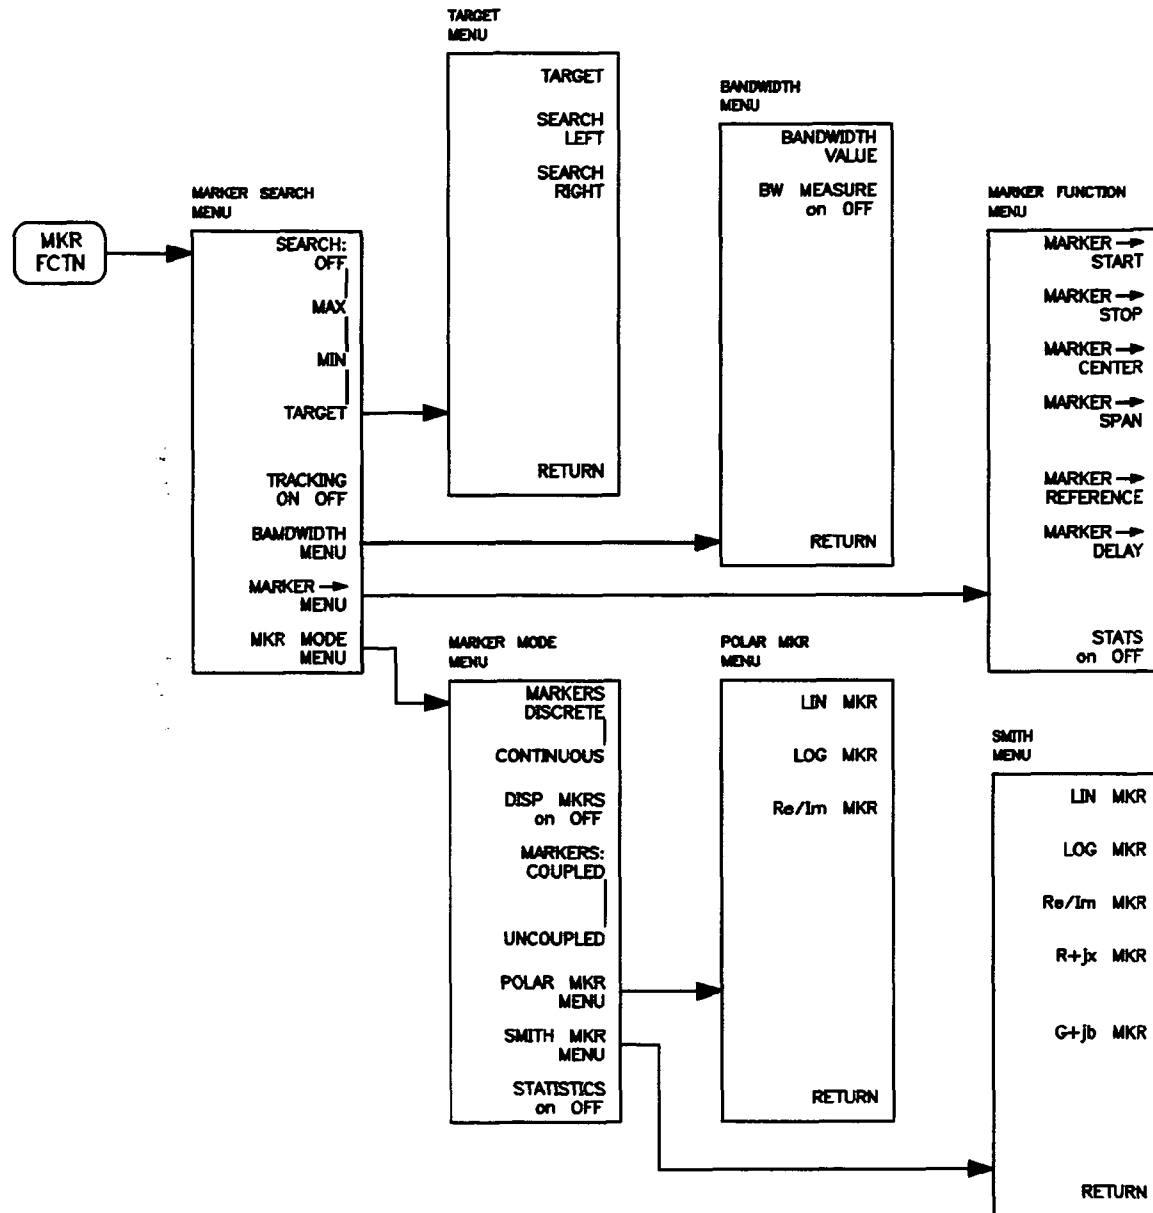 MKR
FCTN
MARKER SEARCH
MENU
SEARCH:
OFF
MAX
MIN
TARGET
TRACKING
ON OFF
BAMDWIDTH
MENU
MARKER→
MENU
MKR MODE
MENU
TARGET
MENU
TARGET
SEARCH
LEFT
SEARCH
RIGHT
RETURN
BANDWIDTH
MENU
BANDWIDTH
VALUE
BW MEASURE
on OFF
RETURN
MARKER FUNCTION
MENU
MARKER→
START
MARKER→
STOP
MARKER→
CENTER
MARKER→
SPAN
MARKER→
REFERENCE
MARKER→
DELAY
STATS
on OFF
MARKER MODE
MENU
MARKERS
DISCRETE
CONTINUOUS
DISP MKRS
on OFF
MARKERS:
COUPLED
UNCOUPLED
POLAR MKR
MENU
SMITH MKR
MENU
STATISTICS
on OFF
POLAR MKR
MENU
LIN MKR
LOG MKR
Re/Im MKR
RETURN
SMITH
MENU
LIN MKR
LOG MKR
Re/Im MKR
R+jx MKR
G+jb MKR
RETURN